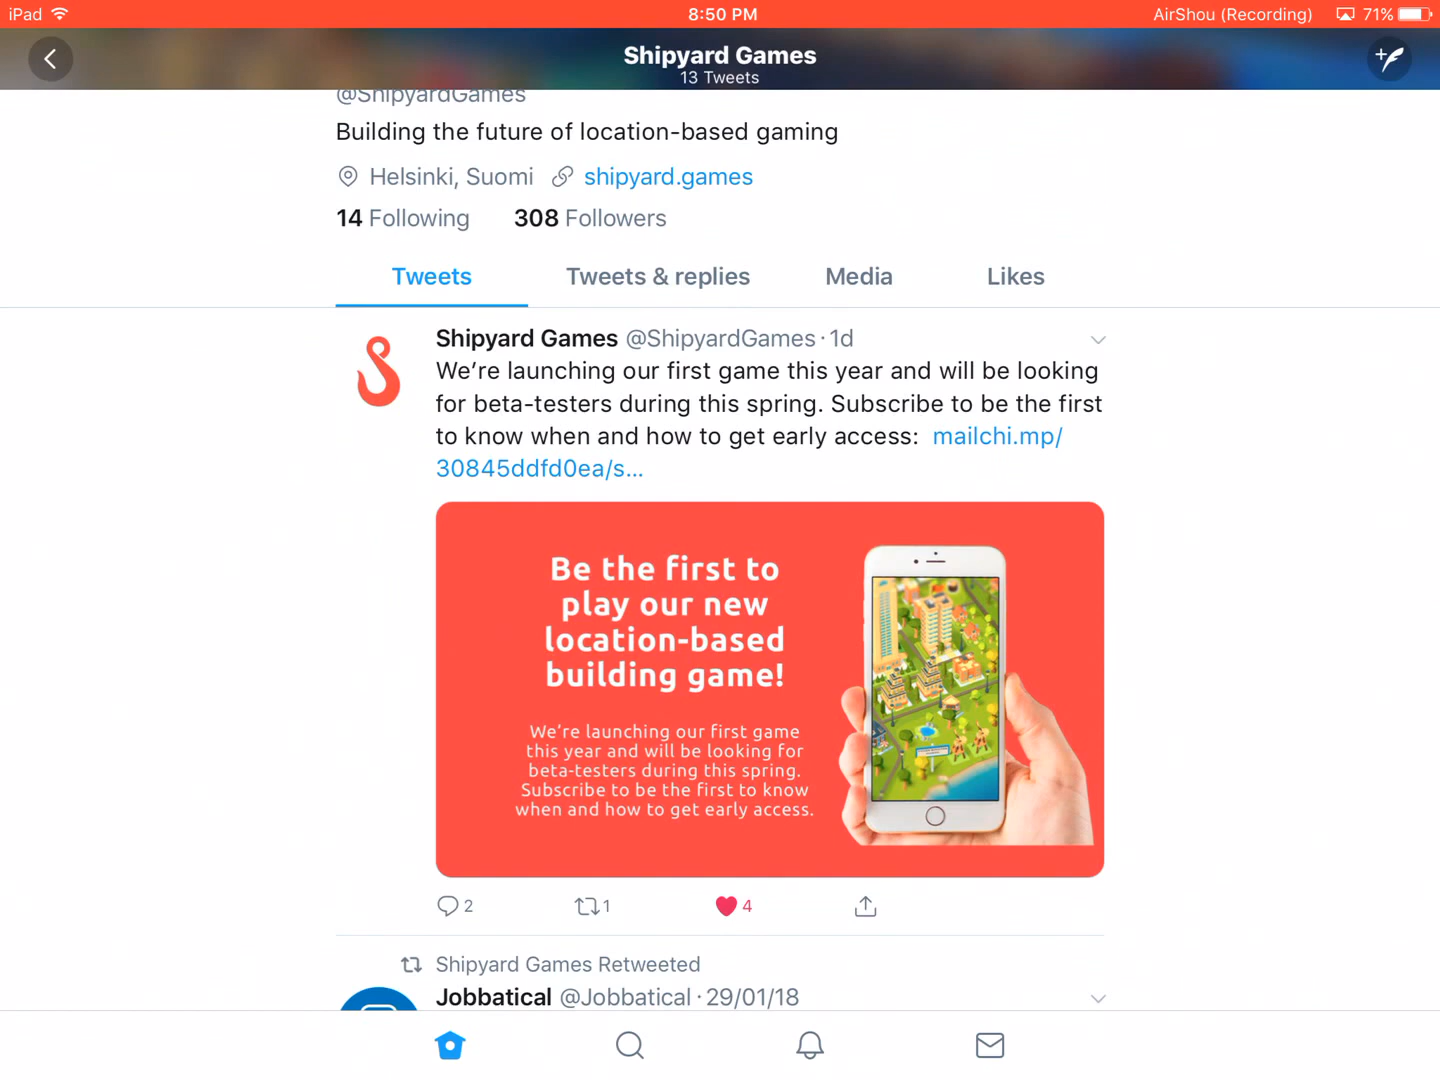 iPad 8:50 PM AirShou (Recording) 71%
Shipyard Games
13 Tweets
@ShipyardGames
Building the future of location-based gaming
Helsinki, Suomi shipyard.games
14 Following 308 Followers
Tweets Tweets & replies Media Likes
Shipyard Games @ShipyardGames · 1d
We’re launching our first game this year and will be looking
for beta-testers during this spring. Subscribe to be the first
to know when and how to get early access: mailchi.mp/
30845ddfd0ea/s...
Be the first to
play our new
location-based
building game!
We’re launching our first game
this year and will be looking for
beta-testers during this spring.
Subscribe to be the first to know
when and how to get early access.
2 1 4
Shipyard Games Retweeted
Jobbatical @Jobbatical · 29/01/18